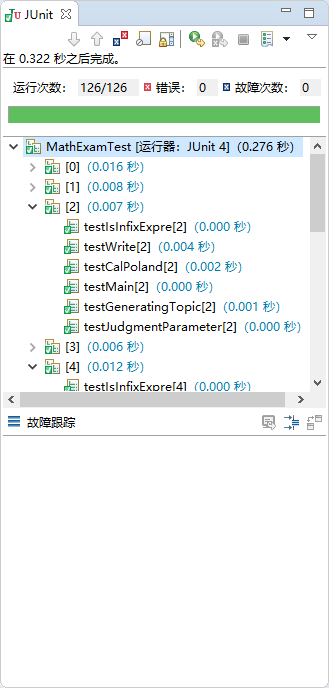 JUnit
在 0.322 秒之后完成。
运行次数: 126/126 错误: 0 故障次数: 0
MathExamTest [运行器: JUnit 4] (0.276 秒)
[0] (0.016 秒)
[1] (0.008 秒)
[2] (0.007 秒)
testIsInfixExpre[2] (0.000 秒)
testWrite[2] (0.004 秒)
testCalPoland[2] (0.002 秒)
testMain[2] (0.000 秒)
testGeneratingTopic[2] (0.001 秒)
testJudgmentParameter[2] (0.000 秒)
[3] (0.006 秒)
[4] (0.012 秒)
testIsInfixExpre[4] (0.000 秒)
故障跟踪